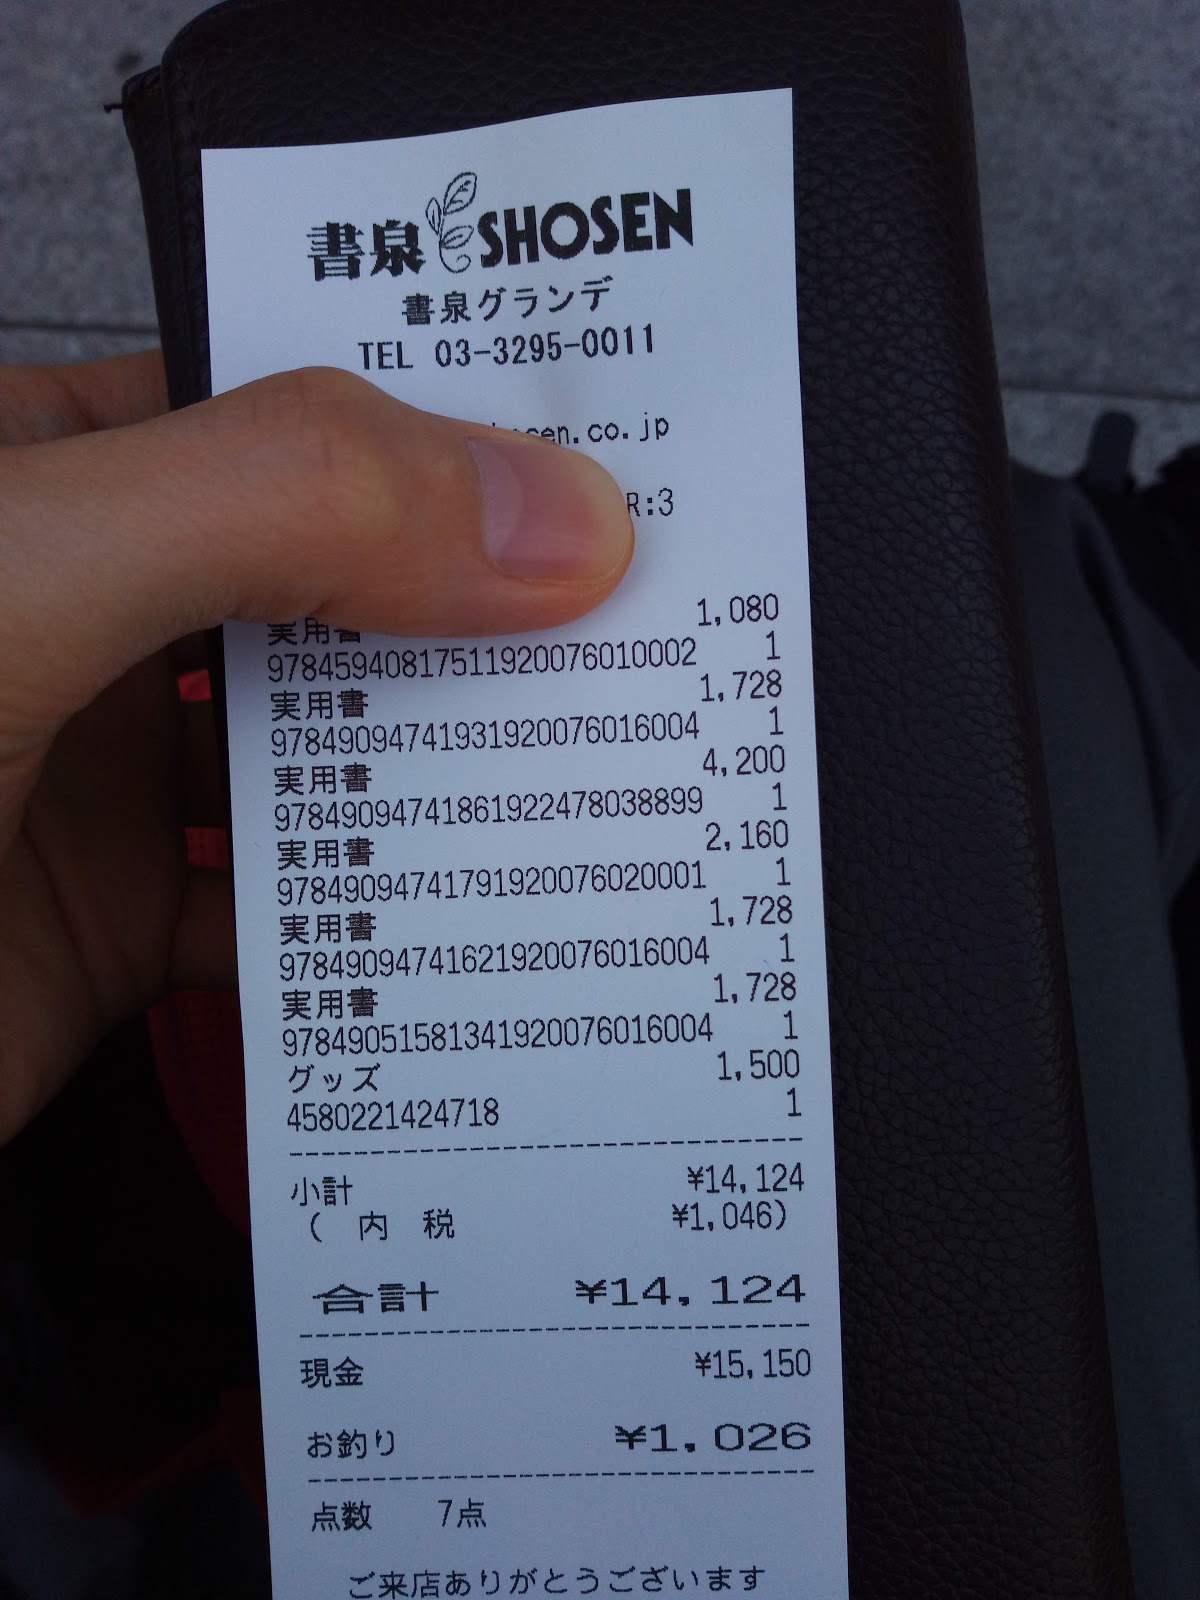 書泉 SHOSEN
書泉グランデ
TEL 03-3295-0011
sen.co.jp
R:3
実用書 1,080
97845940817511920076010002 1
実用書 1,728
97849094741931920076016004 1
実用書 4,200
97849094741861922478038899 1
実用書 2,160
97849094741791920076020001 1
実用書 1,728
97849094741621920076016004 1
実用書 1,728
97849051581341920076016004 1
グッズ 1,500
4580221424718 1
小計 ¥14,124
( 内 税 ¥1,046)
合計 ¥14,124
現金 ¥15,150
お釣り ¥1,026
点数 7点
ご来店ありがとうございます